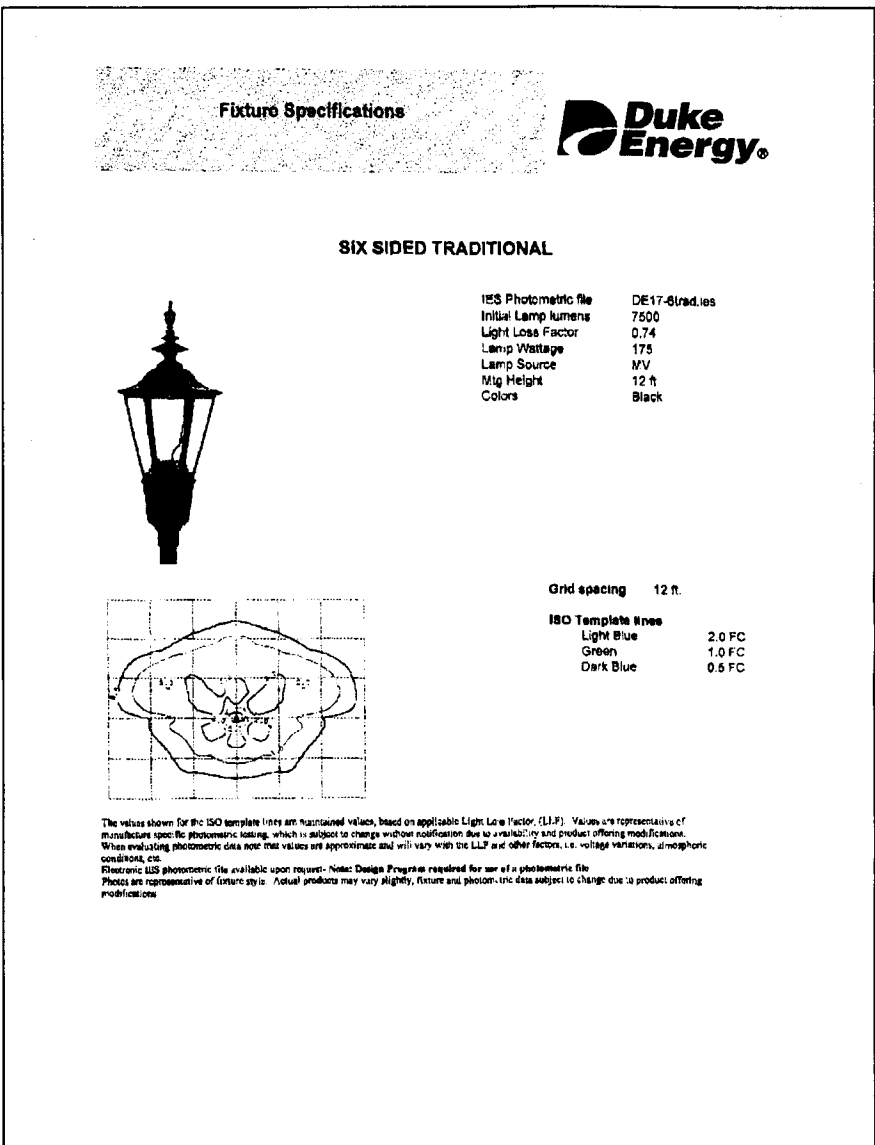 Fixture Specifications
Duke
Energy®
SIX SIDED TRADITIONAL
IES Photometric file DE17-6trad.ies
Initial Lamp lumens 7500
Light Loss Factor 0.74
Lamp Wattage 175
Lamp Source MV
Mtg Height 12 ft
Colors Black
Grid spacing 12 ft.
ISO Template lines
Light Blue 2.0 FC
Green 1.0 FC
Dark Blue 0.5 FC
The values shown for the ISO template lines are maintained values, based on applicable Light Loss Factor, (LLF). Values are representative of
manufacture specific photometric testing, which is subject to change without notification due to availability and product offering modifications.
When evaluating photometric data note that values are approximate and will vary with the LLF and other factors, i.e. voltage variations, atmospheric
conditions, etc.
Electronic IES photometric file available upon request- Note: Design Program required for use of a photometric file
Photos are representative of fixture style. Actual products may vary slightly, fixture and photometric data subject to change due to product offering
modifications